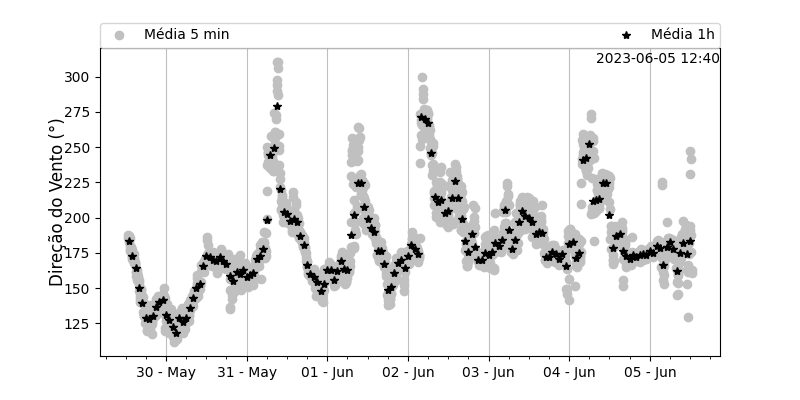 Média 5 min
Média 1h
2023-06-05 12:40
Direção do Vento (°)
300
275
250
225
200
175
150
125
30 - May
31 - May
01 - Jun
02 - Jun
03 - Jun
04 - Jun
05 - Jun